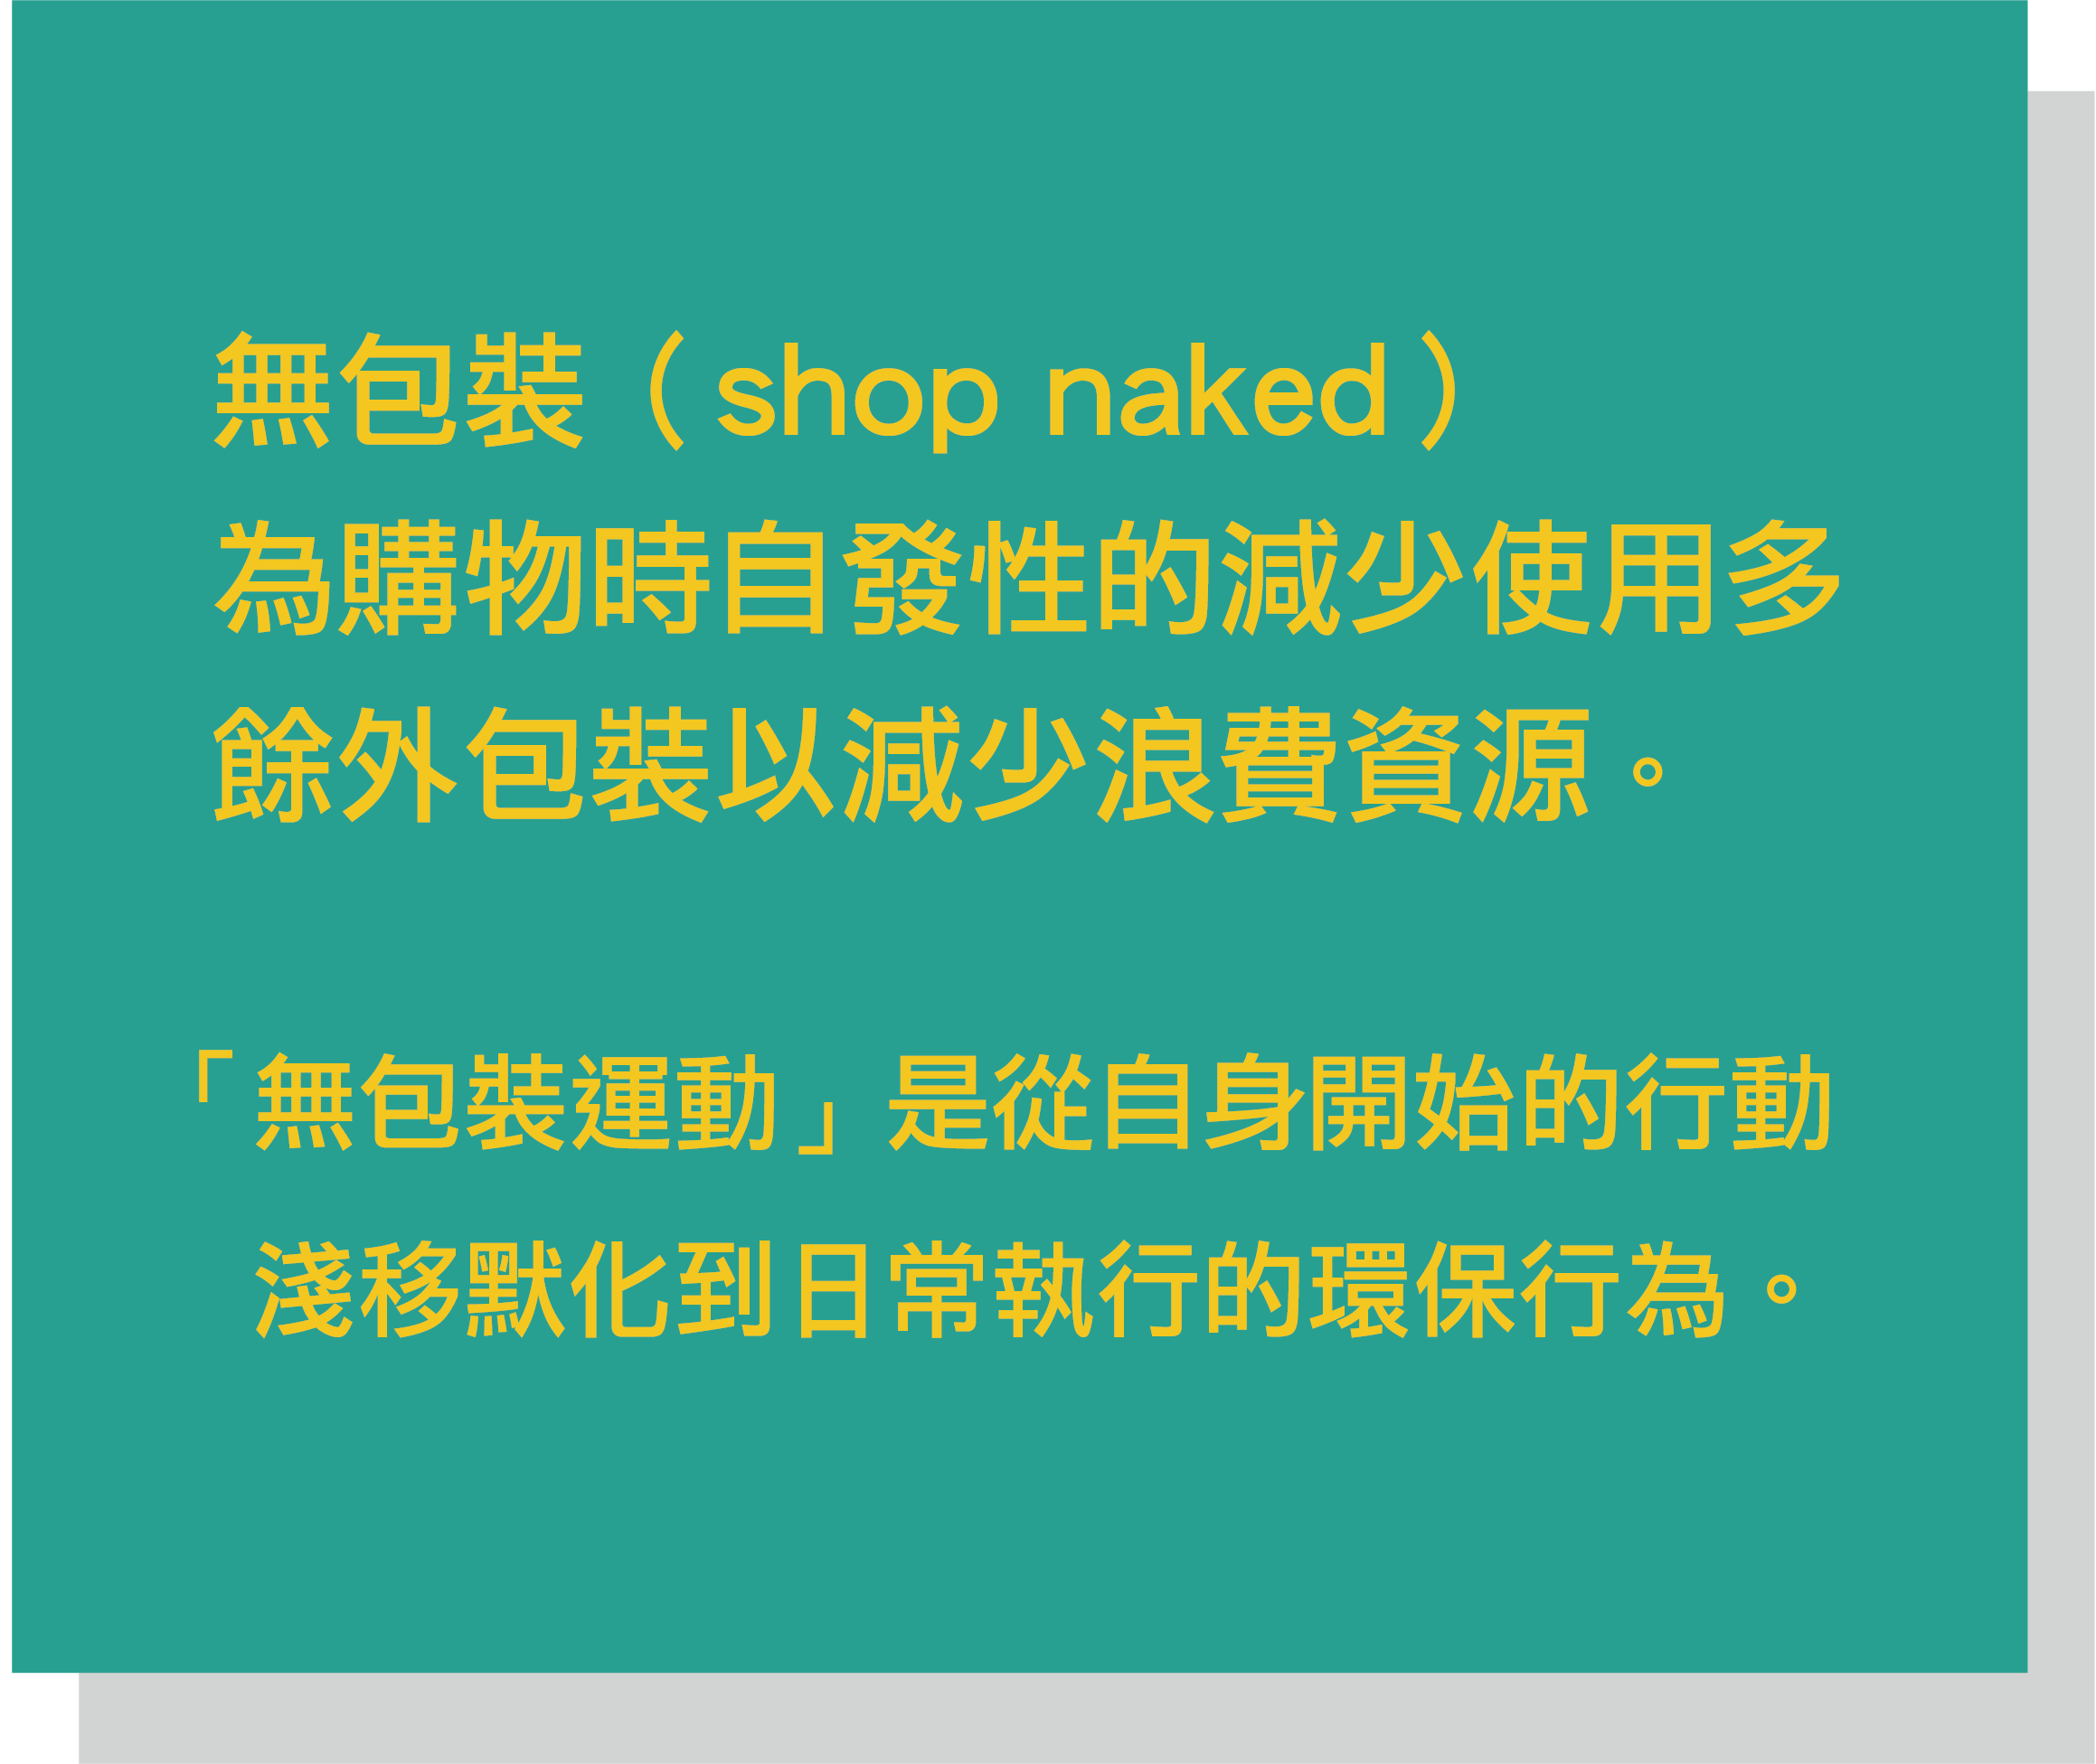 無包裝（shop naked）
為購物時自發性的減少使用多
餘外包裝以減少浪費資源。
「無包裝運動」是從自身開始的行動
淺移默化到日常執行的環保行為。